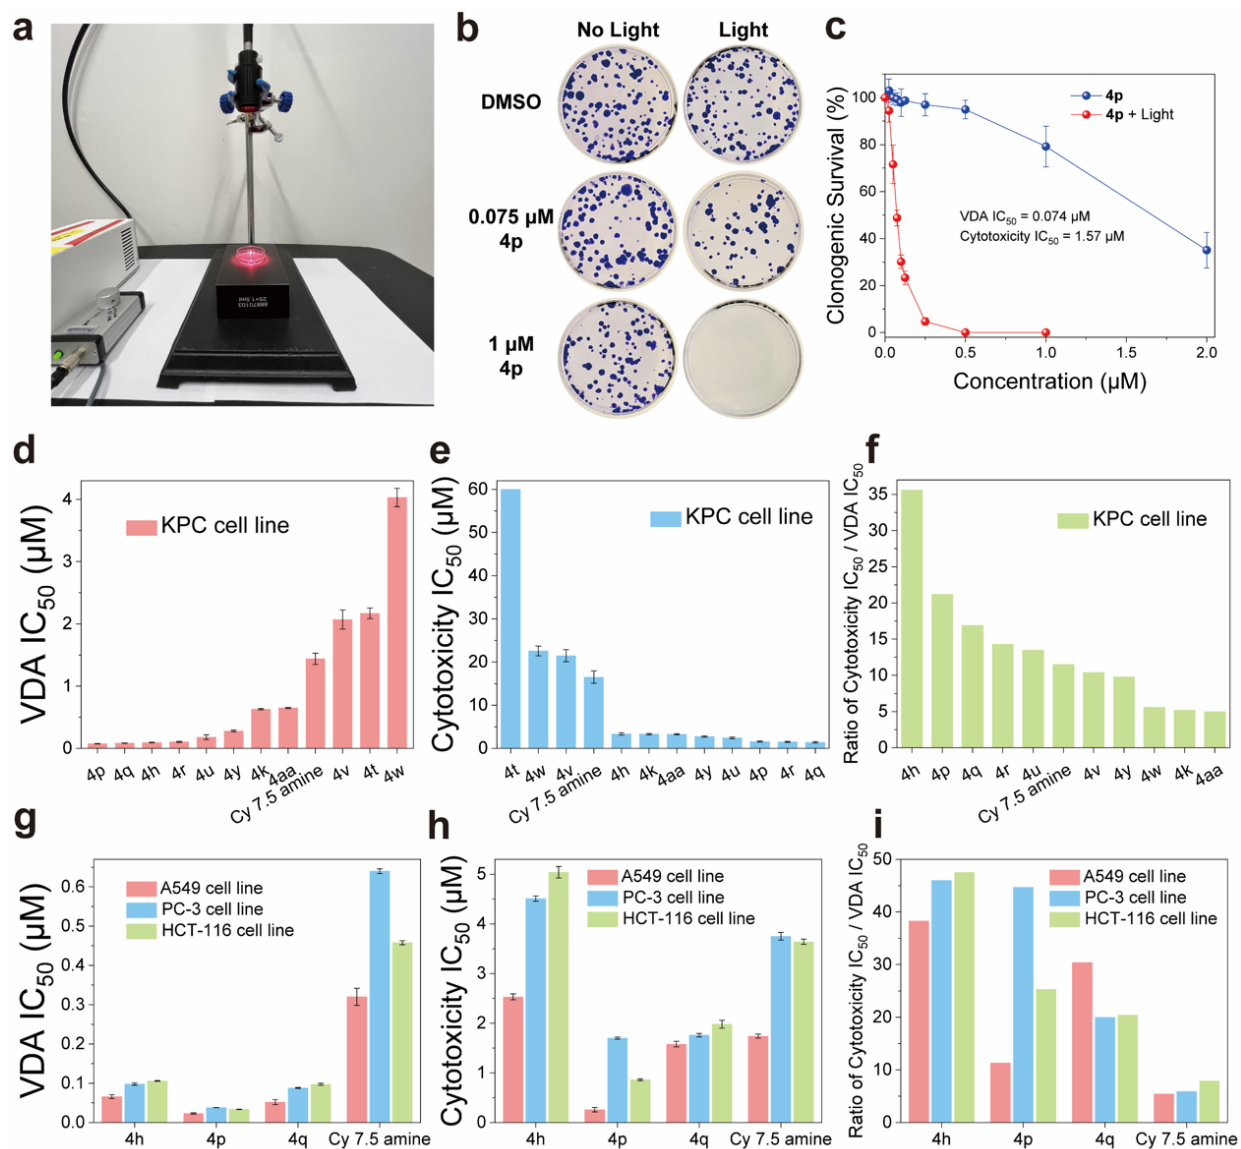 a
88870103
25×1.5ml
b
No Light
Light
DMSO
0.075 µM
4p
1 µM
4p
c
Clonogenic Survival (%)
100
80
60
40
20
0
4p
4p + Light
VDA IC50 = 0.074 µM
Cytotoxicity IC50 = 1.57 µM
0.0
0.5
1.0
1.5
2.0
Concentration (µM)
d
VDA IC50 (µM)
4
3
2
1
0
KPC cell line
4p
4q
4h
4r
4u
4y
4k
4aa
Cy 7.5 amine
4v
4t
4w
e
Cytotoxicity IC50 (µM)
60
50
40
30
20
10
0
KPC cell line
4t
4w
4v
Cy 7.5 amine
4h
4k
4aa
4y
4u
4p
4r
4q
f
Ratio of Cytotoxicity IC50 / VDA IC50
35
30
25
20
15
10
5
0
KPC cell line
4h
4p
4q
4r
4u
Cy 7.5 amine
4v
4y
4w
4k
4aa
g
VDA IC50 (µM)
0.6
0.5
0.4
0.3
0.2
0.1
0.0
A549 cell line
PC-3 cell line
HCT-116 cell line
4h
4p
4q
Cy 7.5 amine
h
Cytotoxicity IC50 (µM)
5
4
3
2
1
0
A549 cell line
PC-3 cell line
HCT-116 cell line
4h
4p
4q
Cy 7.5 amine
i
Ratio of Cytotoxicity IC50 / VDA IC50
50
40
30
20
10
0
A549 cell line
PC-3 cell line
HCT-116 cell line
4h
4p
4q
Cy 7.5 amine